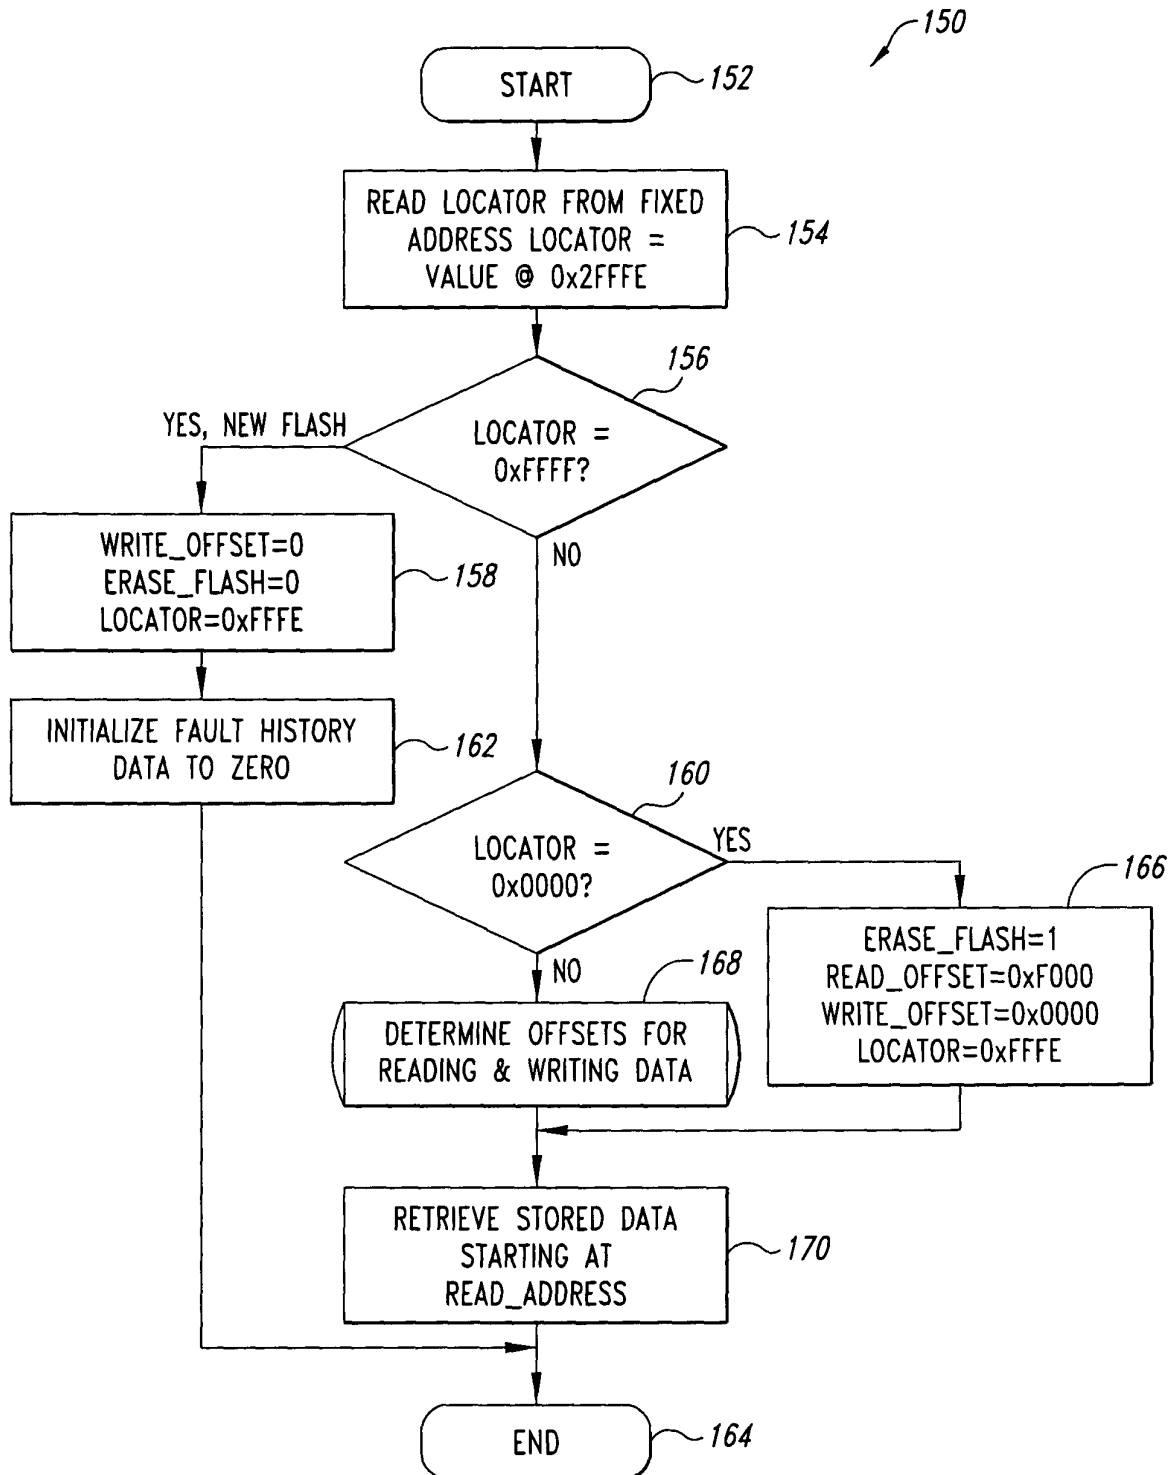 150
START
152
READ LOCATOR FROM FIXED
ADDRESS LOCATOR =
VALUE @ 0x2FFFE
154
156
LOCATOR =
0xFFFF?
YES, NEW FLASH
NO
WRITE_OFFSET=0
ERASE_FLASH=0
LOCATOR=0xFFFE
158
INITIALIZE FAULT HISTORY
DATA TO ZERO
162
160
LOCATOR =
0x0000?
YES
NO
166
ERASE_FLASH=1
READ_OFFSET=0xF000
WRITE_OFFSET=0x0000
LOCATOR=0xFFFE
168
DETERMINE OFFSETS FOR
READING & WRITING DATA
RETRIEVE STORED DATA
STARTING AT
READ_ADDRESS
170
END
164